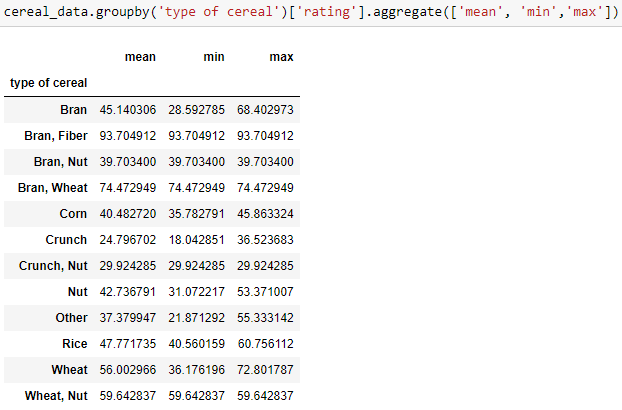 cereal_data.groupby('type of cereal')['rating'].aggregate(['mean', 'min','max'])
mean min max
type of cereal
Bran 45.140306 28.592785 68.402973
Bran, Fiber 93.704912 93.704912 93.704912
Bran, Nut 39.703400 39.703400 39.703400
Bran, Wheat 74.472949 74.472949 74.472949
Corn 40.482720 35.782791 45.863324
Crunch 24.796702 18.042851 36.523683
Crunch, Nut 29.924285 29.924285 29.924285
Nut 42.736791 31.072217 53.371007
Other 37.379947 21.871292 55.333142
Rice 47.771735 40.560159 60.756112
Wheat 56.002966 36.176196 72.801787
Wheat, Nut 59.642837 59.642837 59.642837